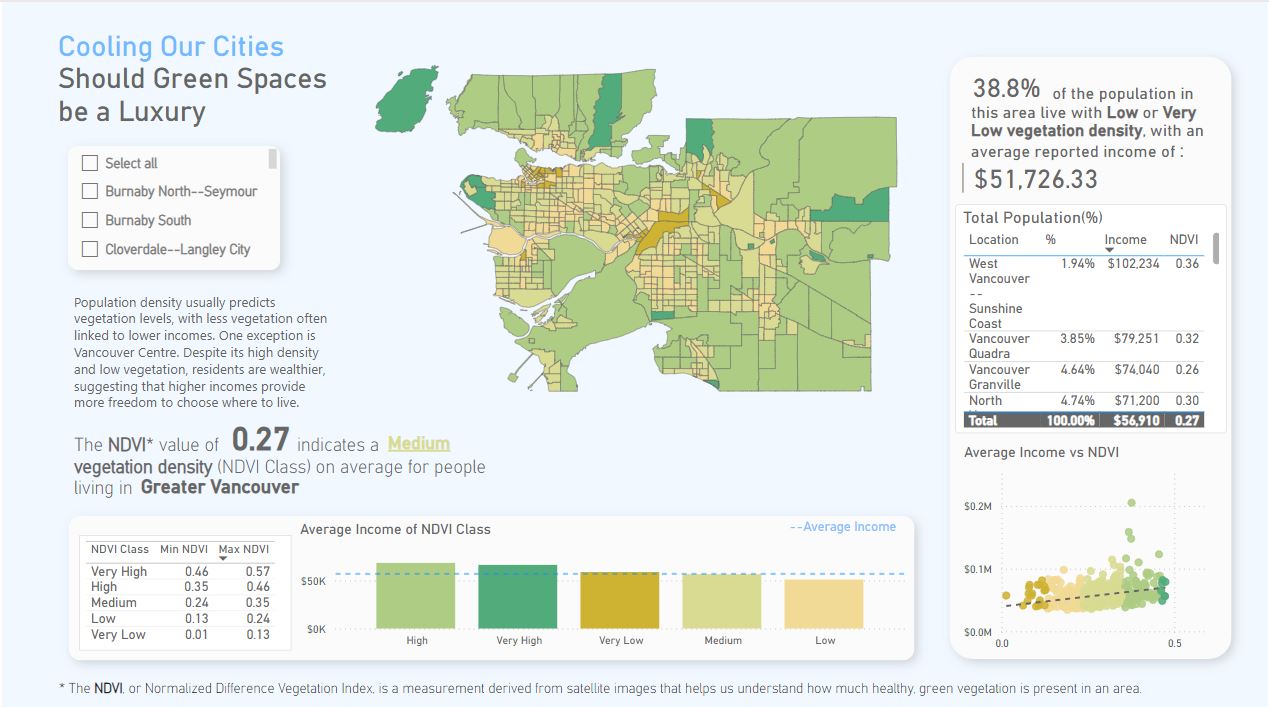 Cooling Our Cities
Should Green Spaces
be a Luxury
Select all
Burnaby North--Seymour
Burnaby South
Cloverdale--Langley City
Population density usually predicts
vegetation levels, with less vegetation often
linked to lower incomes. One exception is
Vancouver Centre. Despite its high density
and low vegetation, residents are wealthier,
suggesting that higher incomes provide
more freedom to choose where to live.
The NDVI* value of 0.27 indicates a Medium
vegetation density (NDVI Class) on average for people
living in Greater Vancouver
NDVI Class Min NDVI Max NDVI
Very High 0.46 0.57
High 0.35 0.46
Medium 0.24 0.35
Low 0.13 0.24
Very Low 0.01 0.13
Average Income of NDVI Class
--Average Income
$50K
$0K
High Very High Very Low Medium Low
38.8% of the population in
this area live with Low or Very
Low vegetation density, with an
average reported income of :
$51,726.33
Total Population(%)
Location % Income NDVI
West 1.94% $102,234 0.36
Vancouver
--
Sunshine
Coast
Vancouver 3.85% $79,251 0.32
Quadra
Vancouver 4.64% $74,040 0.26
Granville
North 4.74% $71,200 0.30
Total 100.00% $56,910 0.27
Average Income vs NDVI
$0.2M
$0.1M
$0.0M
0.0 0.5
* The NDVI, or Normalized Difference Vegetation Index, is a measurement derived from satellite images that helps us understand how much healthy, green vegetation is present in an area.